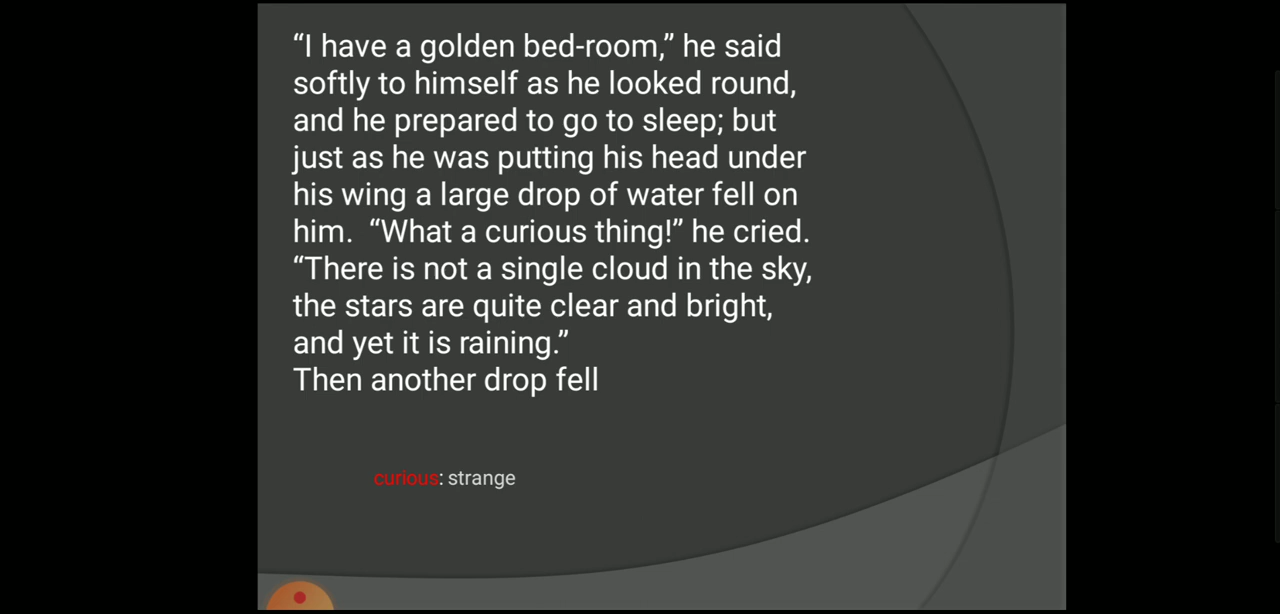 “I have a golden bed-room,” he said
softly to himself as he looked round,
and he prepared to go to sleep; but
just as he was putting his head under
his wing a large drop of water fell on
him.  “What a curious thing!” he cried.
“There is not a single cloud in the sky,
the stars are quite clear and bright,
and yet it is raining.”
Then another drop fell
curious: strange